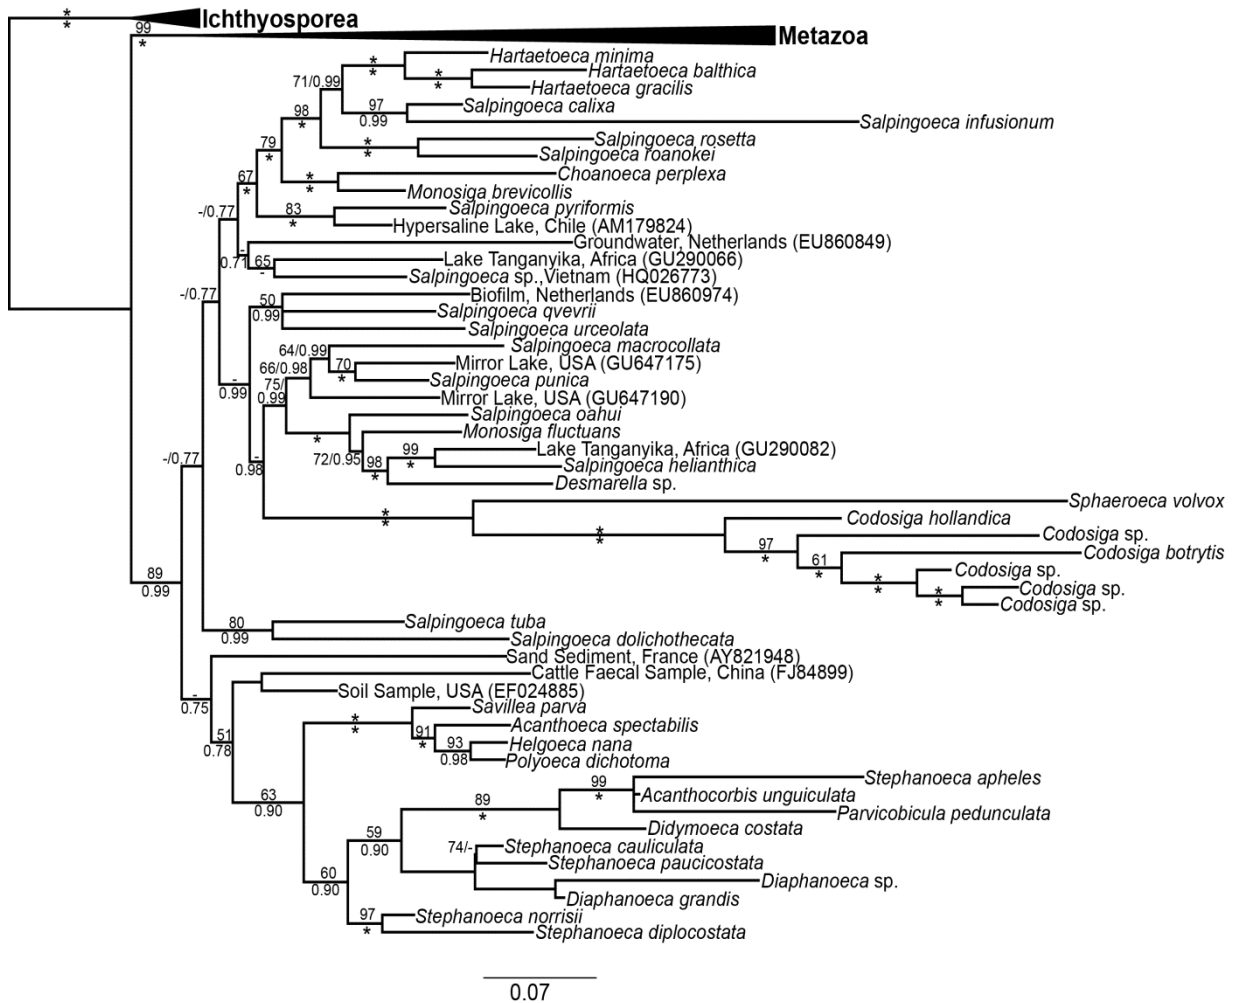 *
*
Ichthyosporea
99
*
Metazoa
*
*
Hartaetoeca minima
*
*
Hartaetoeca balthica
71/0.99
Hartaetoeca gracilis
97
0.99
Salpingoeca calixa
98
*
Salpingoeca infusionum
*
*
Salpingoeca rosetta
79
*
Salpingoeca roanokei
*
*
Choanoeca perplexa
67
*
Monosiga brevicollis
83
*
Salpingoeca pyriformis
-/0.77
Hypersaline Lake, Chile (AM179824)
Groundwater, Netherlands (EU860849)
-
0.71
65
-
Lake Tanganyika, Africa (GU290066)
Salpingoeca sp.,Vietnam (HQ026773)
-/0.77
50
0.99
Biofilm, Netherlands (EU860974)
Salpingoeca qvevrii
Salpingoeca urceolata
64/0.99
Salpingoeca macrocollata
66/0.98
70
*
Mirror Lake, USA (GU647175)
-
0.99
75/
0.99
Salpingoeca punica
Mirror Lake, USA (GU647190)
Salpingoeca oahui
*
Monosiga fluctuans
-/0.77
-
0.98
72/0.95
99
*
Lake Tanganyika, Africa (GU290082)
98
*
Salpingoeca helianthica
Desmarella sp.
Sphaeroeca volvox
*
*
Codosiga hollandica
*
*
Codosiga sp.
97
*
Codosiga botrytis
61
*
Codosiga sp.
*
*
Codosiga sp.
*
*
Codosiga sp.
89
0.99
80
0.99
Salpingoeca tuba
Salpingoeca dolichothecata
Sand Sediment, France (AY821948)
Cattle Faecal Sample, China (FJ84899)
-
0.75
Soil Sample, USA (EF024885)
Savillea parva
*
*
Acanthoeca spectabilis
51
0.78
91
*
93
0.98
Helgoeca nana
Polyoeca dichotoma
Stephanoeca apheles
99
*
Acanthocorbis unguiculata
63
0.90
89
*
Parvicobicula pedunculata
Didymoeca costata
59
0.90
74/-
Stephanoeca cauliculata
Stephanoeca paucicostata
60
0.90
Diaphanoeca sp.
Diaphanoeca grandis
97
*
Stephanoeca norrisii
Stephanoeca diplocostata
0.07